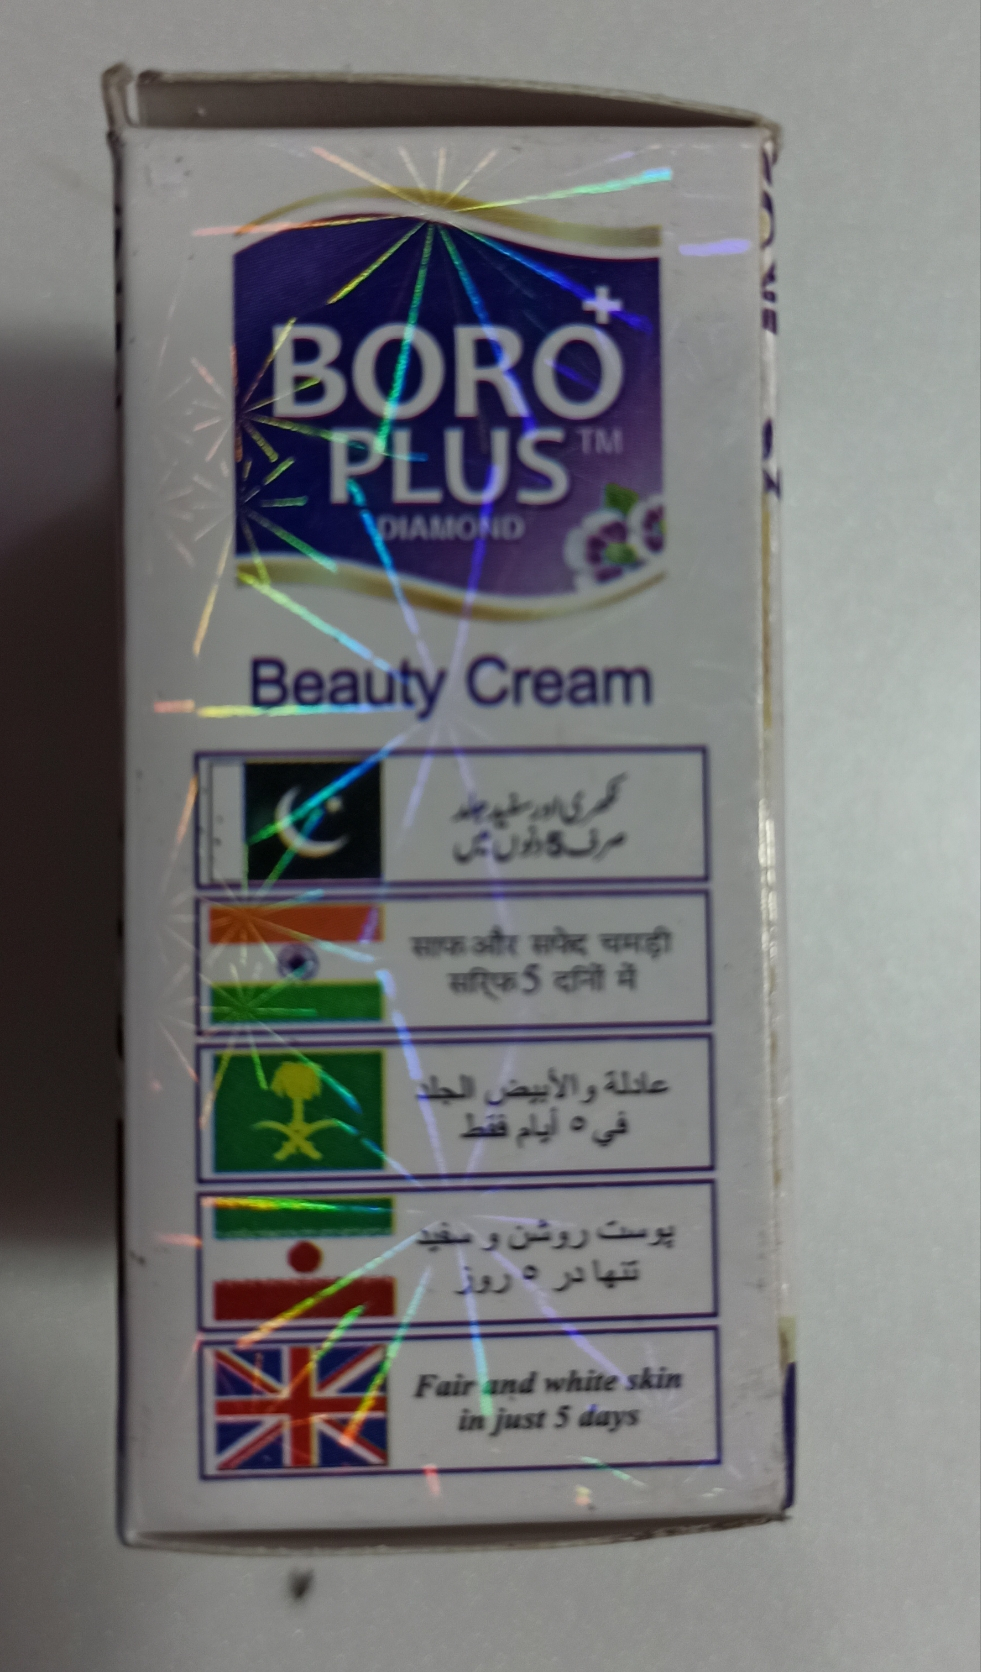 BORO+
PLUS™
DIAMOND
Beauty Cream
نکھری اور سفید جلد
صرف 5 دنوں میں
साफ और सफेद चमड़ी
सर्िफ 5 दनिों में
عادلة والأبيض الجلد
في ٥ أيام فقط
پوست روشن و سفید
تنها در ٥ روز
Fair and white skin
in just 5 days